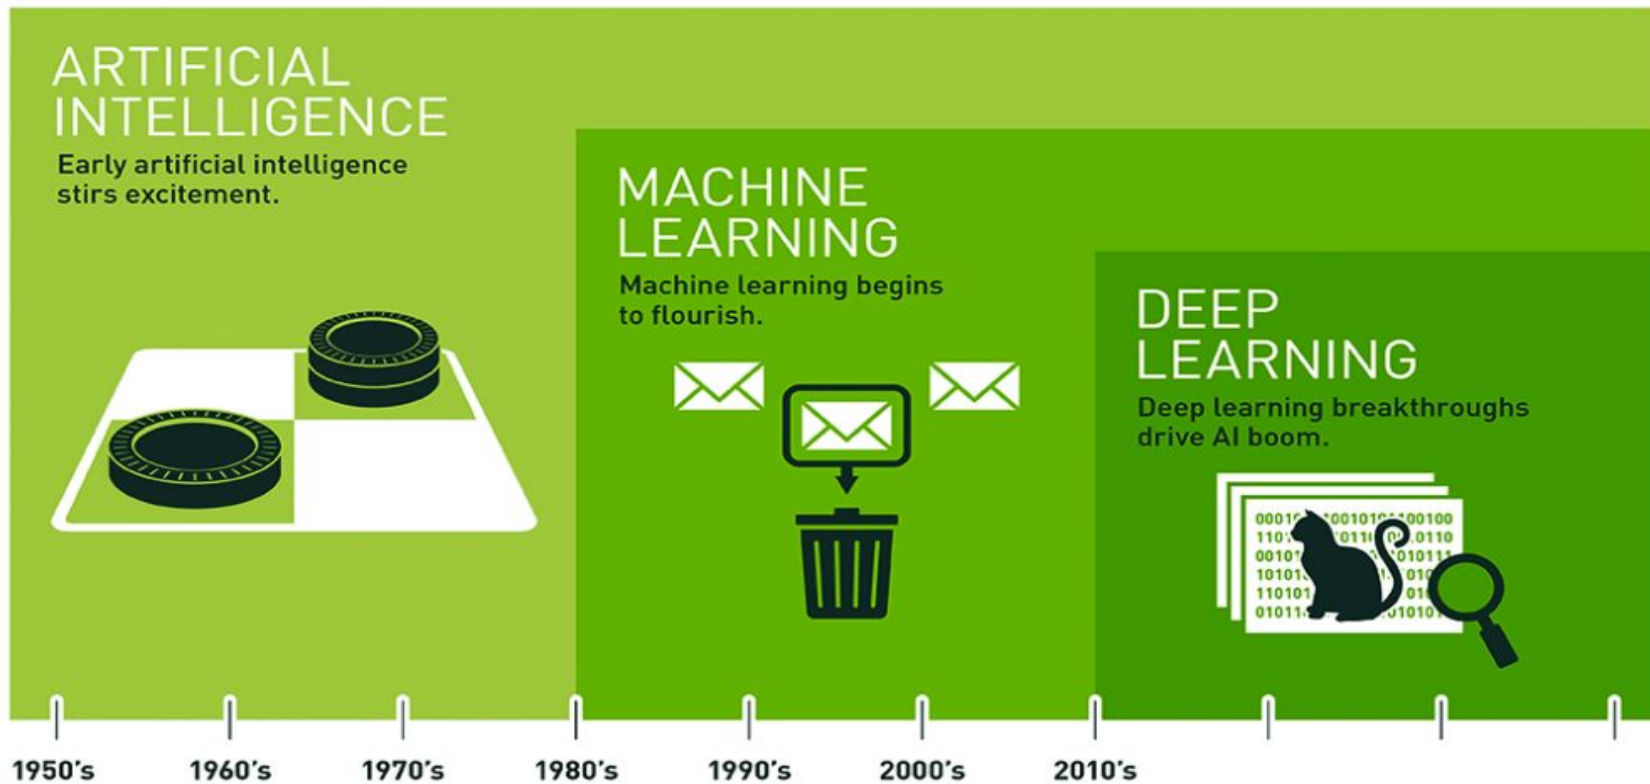 ARTIFICIAL
INTELLIGENCE
Early artificial intelligence
stirs excitement.
MACHINE
LEARNING
Machine learning begins
to flourish.
DEEP
LEARNING
Deep learning breakthroughs
drive AI boom.
1950's 1960's 1970's 1980's 1990's 2000's 2010's